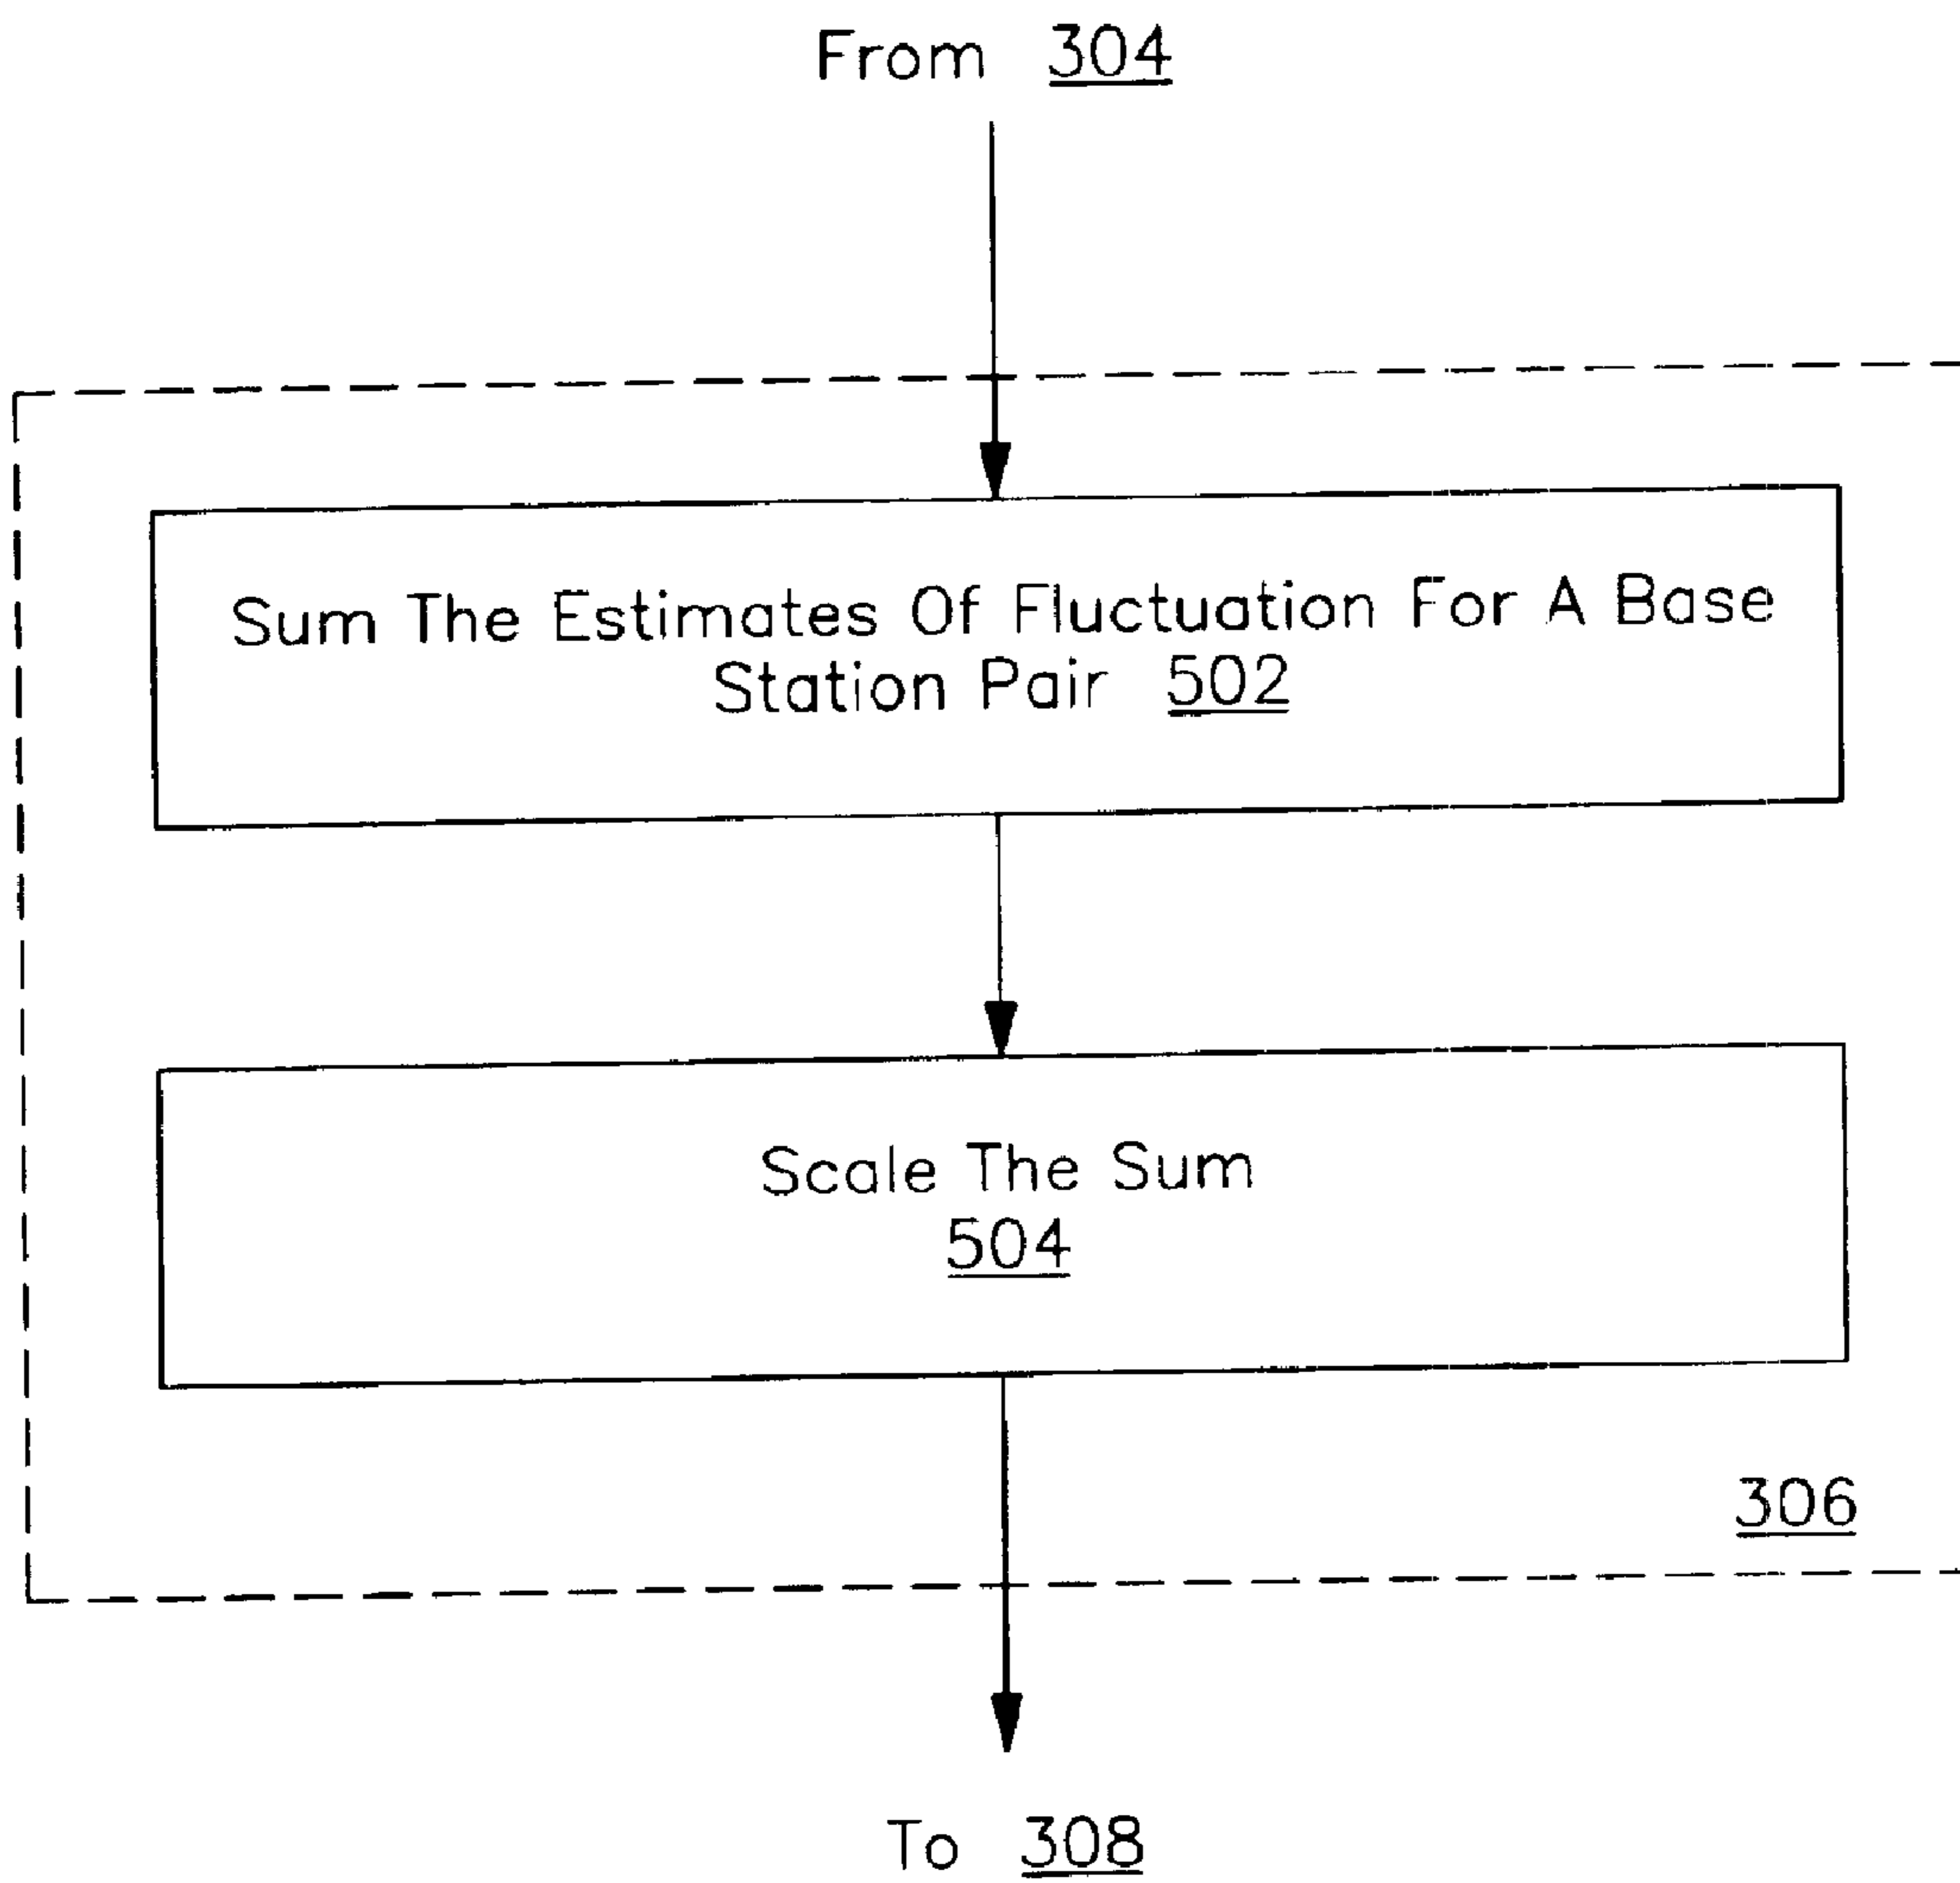 From 304
Sum The Estimates Of Fluctuation For A Base
Station Pair 502
Scale The Sum
504
306
To 308